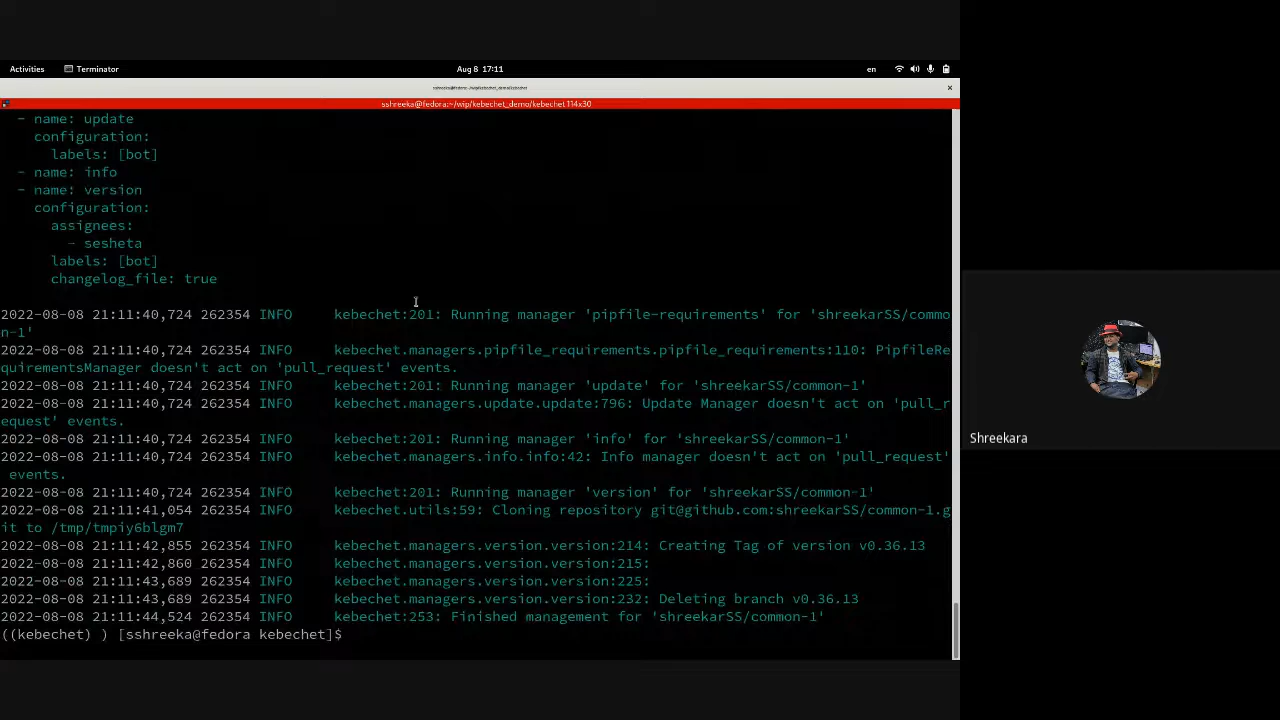 Activities Terminator Aug 8 17:11 en
sshreeka@fedora:~/wip/kebechet_demo/kebechet
sshreeka@fedora:~/wip/kebechet_demo/kebechet 114x30
- name: update
configuration:
labels: [bot]
- name: info
- name: version
configuration:
assignees:
- sesheta
labels: [bot]
changelog_file: true
2022-08-08 21:11:40,724 262354 INFO kebechet:201: Running manager 'pipfile-requirements' for 'shreekarSS/commo
n-1'
2022-08-08 21:11:40,724 262354 INFO kebechet.managers.pipfile_requirements.pipfile_requirements:110: PipfileRe
quirementsManager doesn't act on 'pull_request' events.
2022-08-08 21:11:40,724 262354 INFO kebechet:201: Running manager 'update' for 'shreekarSS/common-1'
2022-08-08 21:11:40,724 262354 INFO kebechet.managers.update.update:796: Update Manager doesn't act on 'pull_r
equest' events.
2022-08-08 21:11:40,724 262354 INFO kebechet:201: Running manager 'info' for 'shreekarSS/common-1'
2022-08-08 21:11:40,724 262354 INFO kebechet.managers.info.info:42: Info manager doesn't act on 'pull_request'
events.
2022-08-08 21:11:40,724 262354 INFO kebechet:201: Running manager 'version' for 'shreekarSS/common-1'
2022-08-08 21:11:41,054 262354 INFO kebechet.utils:59: Cloning repository git@github.com:shreekarSS/common-1.g
it to /tmp/tmpiy6blgm7
2022-08-08 21:11:42,855 262354 INFO kebechet.managers.version.version:214: Creating Tag of version v0.36.13
2022-08-08 21:11:42,860 262354 INFO kebechet.managers.version.version:215:
2022-08-08 21:11:43,689 262354 INFO kebechet.managers.version.version:225:
2022-08-08 21:11:43,689 262354 INFO kebechet.managers.version.version:232: Deleting branch v0.36.13
2022-08-08 21:11:44,524 262354 INFO kebechet:253: Finished management for 'shreekarSS/common-1'
((kebechet) ) [sshreeka@fedora kebechet]$
Shreekara